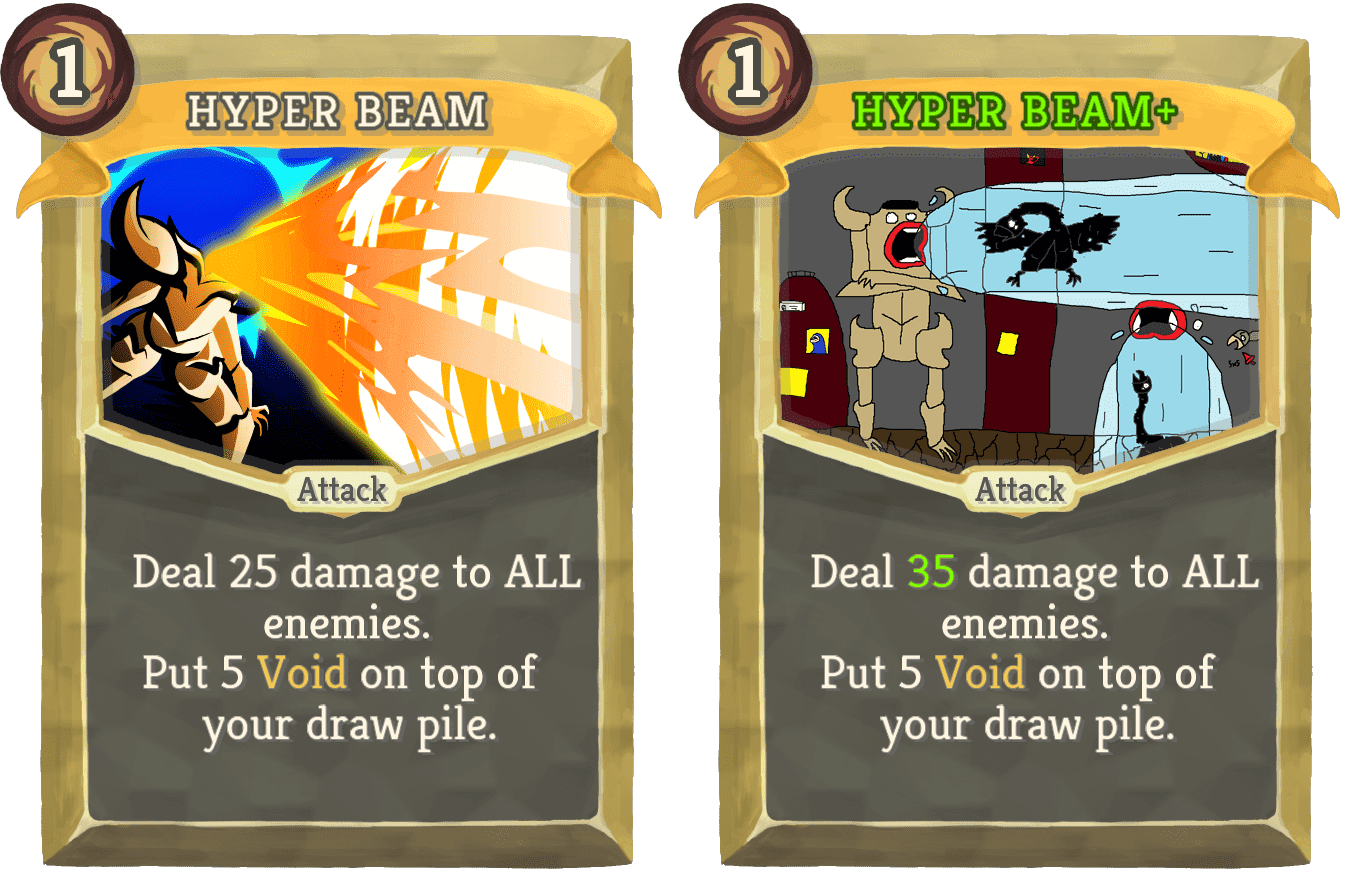 1
HYPER BEAM
Attack
Deal 25 damage to ALL
enemies.
Put 5 Void on top of
your draw pile.
1
HYPER BEAM+
Attack
Deal 35 damage to ALL
enemies.
Put 5 Void on top of
your draw pile.